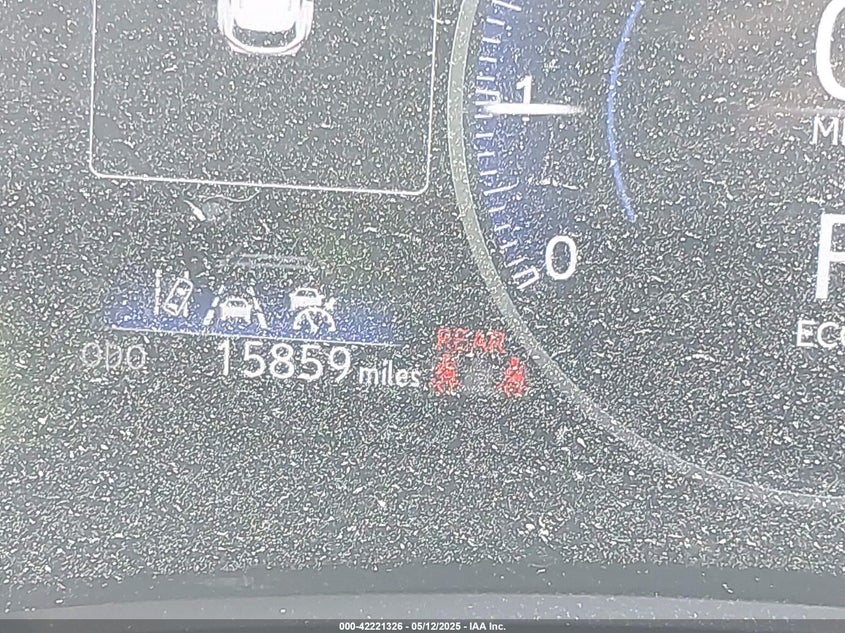 1
0
ODO 15859 miles
REAR
000-42221326 - 05/12/2025 - IAA Inc.